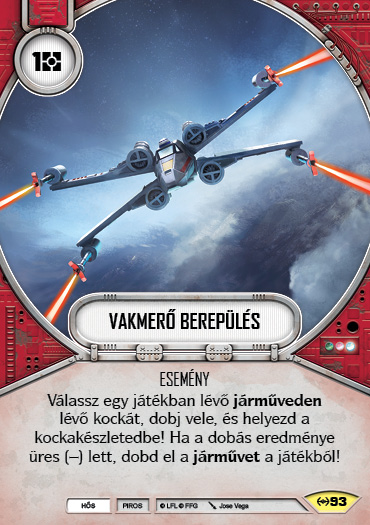 1
VAKMERŐ BEREPÜLÉS
ESEMÉNY
Válassz egy játékban lévő járműveden
lévő kockát, dobj vele, és helyezd a
kockakészletedbe! Ha a dobás eredménye
üres (–) lett, dobd el a járművet a játékból!
HŐS PIROS © LFL © FFG Jose Vega 93